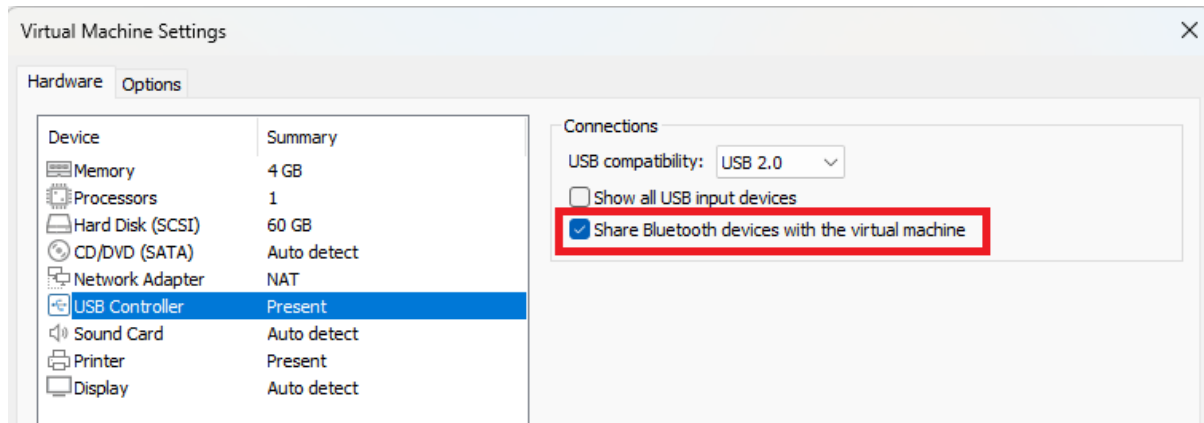 Virtual Machine Settings
Hardware Options
Device Summary
Memory 4 GB
Processors 1
Hard Disk (SCSI) 60 GB
CD/DVD (SATA) Auto detect
Network Adapter NAT
USB Controller Present
Sound Card Auto detect
Printer Present
Display Auto detect
Connections
USB compatibility: USB 2.0
Show all USB input devices
Share Bluetooth devices with the virtual machine